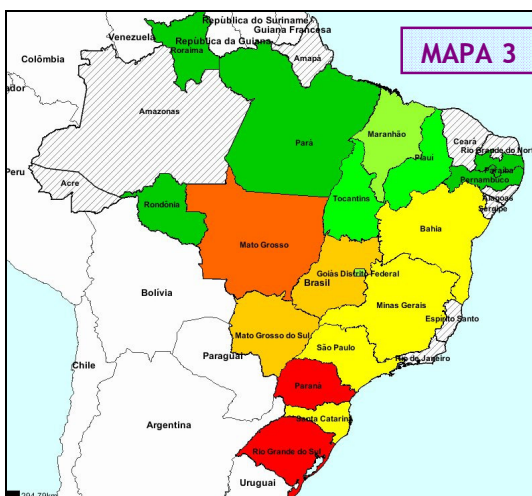 MAPA 3
República do Suriname
Guiana Francesa
Venezuela
República da Guiana
Roraima
Colômbia
Amapá
Amazonas
Pará
Maranhão
Ceará
Rio Grande do Nort
Paraíba
Piauí
Pernambuco
Peru
Acre
Alagoas
Sergipe
Rondônia
Tocantins
Bahia
Mato Grosso
Goiás
Distrito Federal
Brasil
Bolívia
Minas Gerais
Espírito Santo
Mato Grosso do Sul
São Paulo
Rio de Janeiro
Paraguai
Chile
Paraná
Santa Catarina
Argentina
Rio Grande do Sul
Uruguai